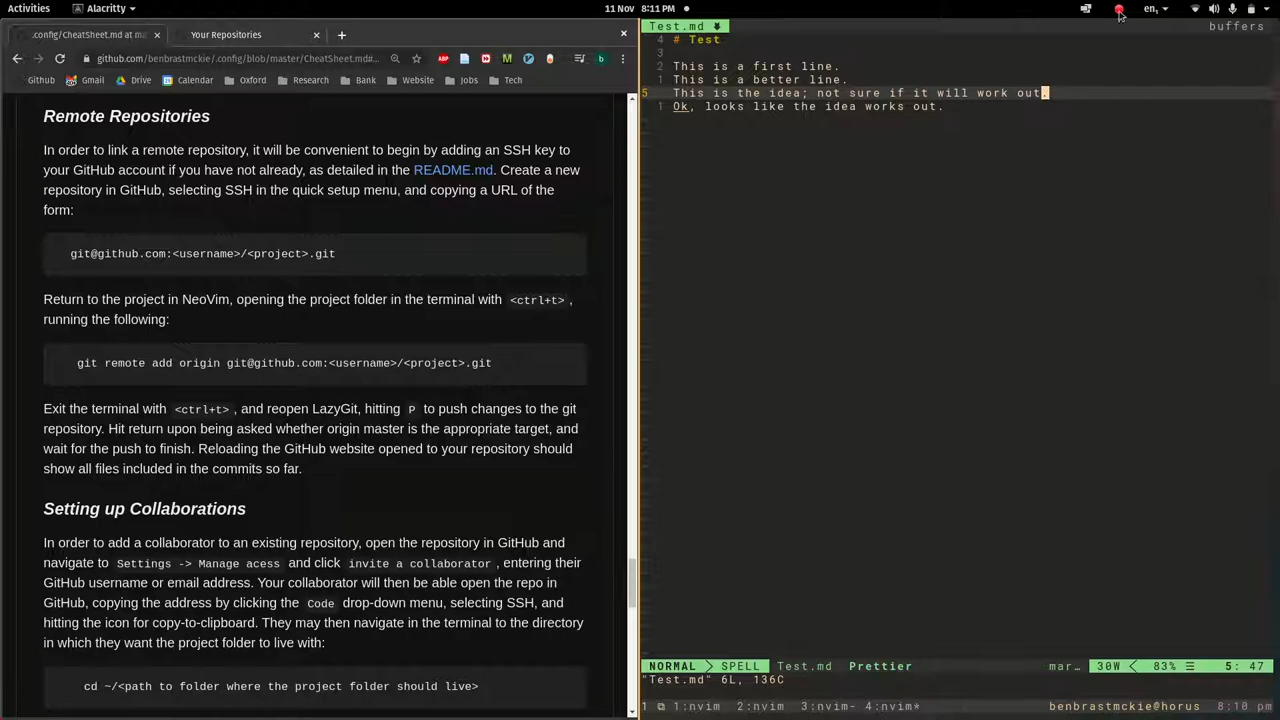 Activities
Alacritty
11 Nov 8:11 PM
en
.config/CheatSheet.md at ma
Your Repositories
github.com/benbrastmckie/.config/blob/master/CheatSheet.md#...
Github
Gmail
Drive
Calendar
Oxford
Research
Bank
Jobs
Tech
Remote Repositories
In order to link a remote repository, it will be convenient to begin by adding an SSH key to
your GitHub account if you have not already, as detailed in the README.md. Create a new
repository in GitHub, selecting SSH in the quick setup menu, and copying a URL of the
form:
git@github.com:<username>/<project>.git
Return to the project in NeoVim, opening the project folder in the terminal with <ctrl+t>,
running the following:
git remote add origin git@github.com:<username>/<project>.git
Exit the terminal with <ctrl+t>, and reopen LazyGit, hitting P to push changes to the git
repository. Hit return upon being asked whether origin master is the appropriate target, and
wait for the push to finish. Reloading the GitHub website opened to your repository should
show all files included in the commits so far.
Setting up Collaborations
In order to add a collaborator to an existing repository, open the repository in GitHub and
navigate to Settings -> Manage acess and click invite a collaborator, entering their
GitHub username or email address. Your collaborator will then be able open the repo in
GitHub, copying the address by clicking the Code drop-down menu, selecting SSH, and
hitting the icon for copy-to-clipboard. They may then navigate in the terminal to the directory
in which they want the project folder to live with:
cd ~/<path to folder where the project folder should live>
Test.md
buffers
4 # Test
3
2 This is a first line.
1 This is a better line.
5 This is the idea; not sure if it will work out.
1 Ok, looks like the idea works out.
NORMAL SPELL Test.md Prettier mar… 30W 83% 5: 47
"Test.md" 6L, 136C
1 1:nvim 2:nvim 3:nvim- 4:nvim* benbrastmckie@horus 8:10 pm